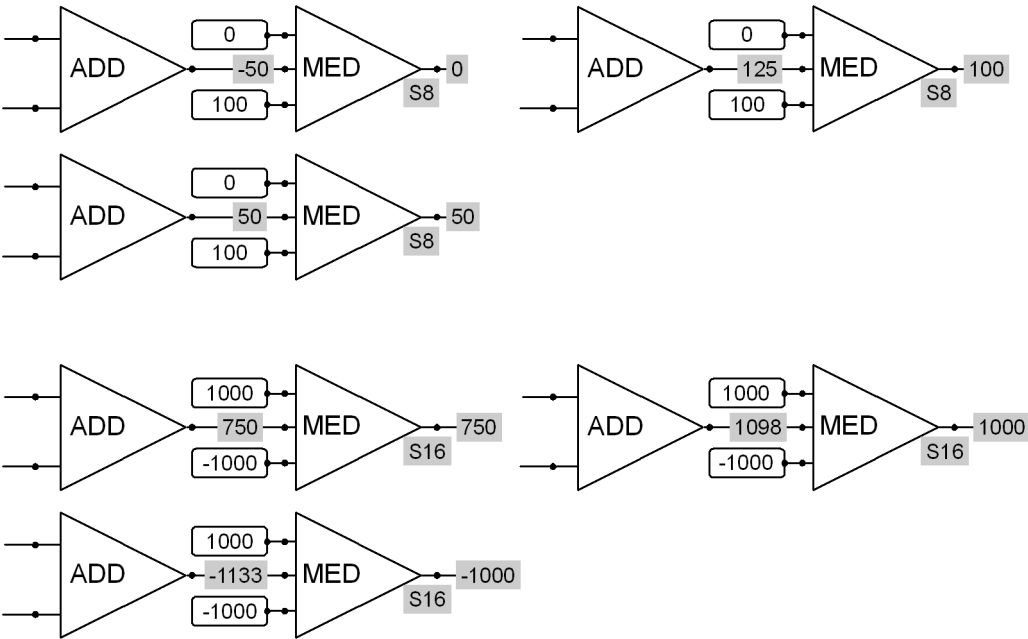 0
ADD -50 MED 0
100 S8
0
ADD 125 MED 100
100 S8
0
ADD 50 MED 50
100 S8
1000
ADD 750 MED 750
-1000 S16
1000
ADD 1098 MED 1000
-1000 S16
1000
ADD -1133 MED -1000
-1000 S16